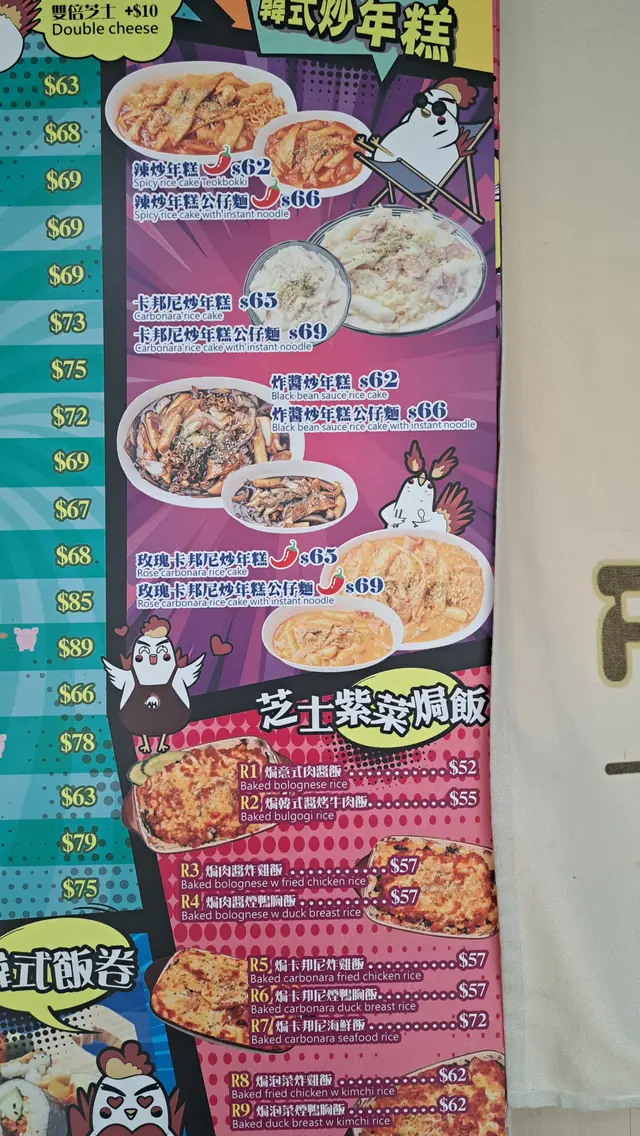 雙倍芝士 +$10
Double cheese
$63
$68
$69
$69
$69
$73
$75
$72
$69
$67
$68
$85
$89
$66
$78
$63
$79
$75
式飯卷
韓式炒年糕
辣炒年糕 $62
Spicy rice cake Teokbokki
辣炒年糕公仔麵 $66
Spicy rice cake with instant noodle
卡邦尼炒年糕 $65
Carbonara rice cake
卡邦尼炒年糕公仔麵 $69
Carbonara rice cake with instant noodle
炸醬炒年糕 $62
Black bean sauce rice cake
炸醬炒年糕公仔麵 $66
Black bean sauce rice cake with instant noodle
玫瑰卡邦尼炒年糕 $65
Rose carbonara rice cake
玫瑰卡邦尼炒年糕公仔麵 $69
Rose carbonara rice cake with instant noodle
芝士紫菜焗飯
R1 焗意式肉醬飯 $52
Baked bolognese rice
R2 焗韓式醬烤牛肉飯 $55
Baked bulgogi rice
R3 焗肉醬炸雞飯 $57
Baked bolognese w fried chicken rice
R4 焗肉醬煙鴨胸飯 $57
Baked bolognese w duck breast rice
R5 焗卡邦尼炸雞飯 $57
Baked carbonara fried chicken rice
R6 焗卡邦尼煙鴨胸飯 $57
Baked carbonara duck breast rice
R7 焗卡邦尼海鮮飯 $72
Baked carbonara seafood rice
R8 焗泡菜炸雞飯 $62
Baked fried chicken w kimchi rice
R9 焗泡菜煙鴨胸飯 $62
Baked duck breast w kimchi rice